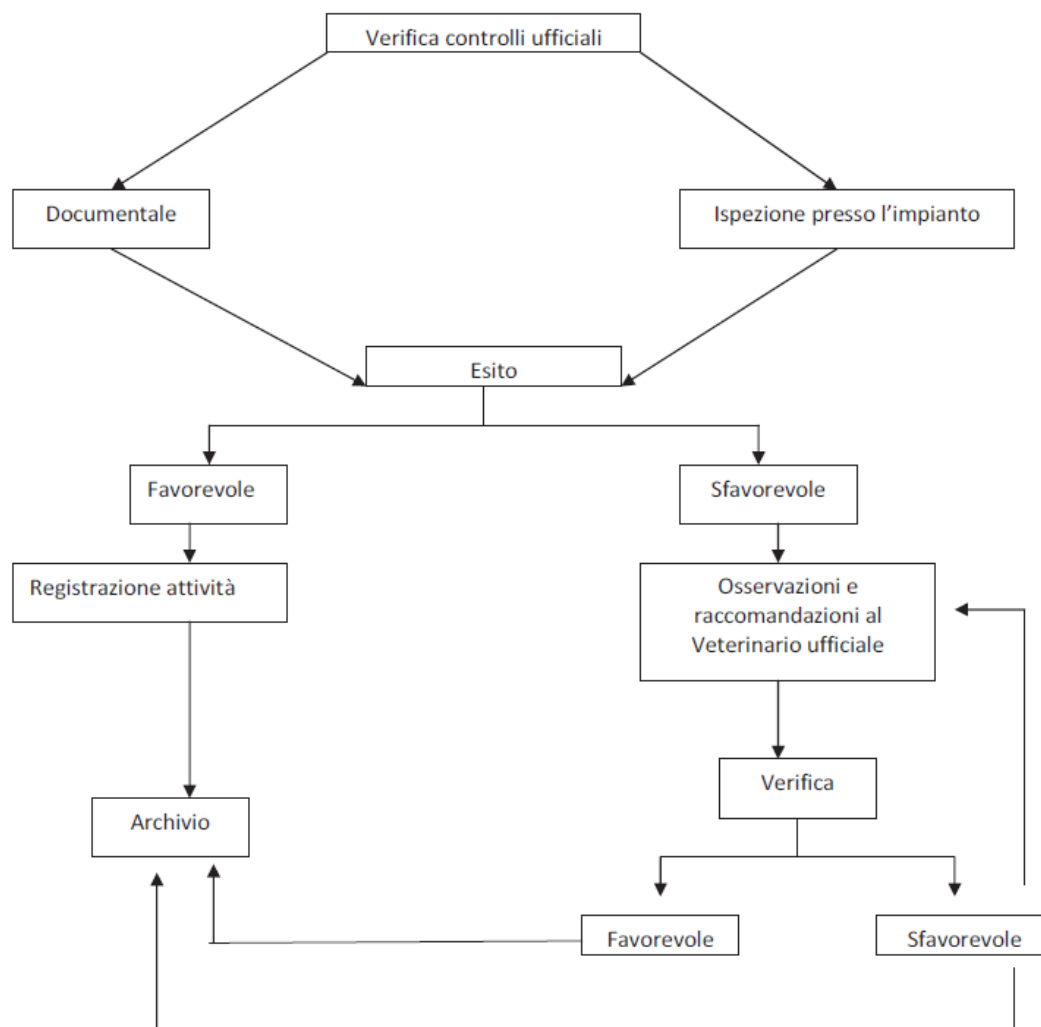 Verifica controlli ufficiali
Documentale
Ispezione presso l'impianto
Esito
Favorevole
Sfavorevole
Registrazione attività
Osservazioni e
raccomandazioni al
Veterinario ufficiale
Verifica
Archivio
Favorevole
Sfavorevole